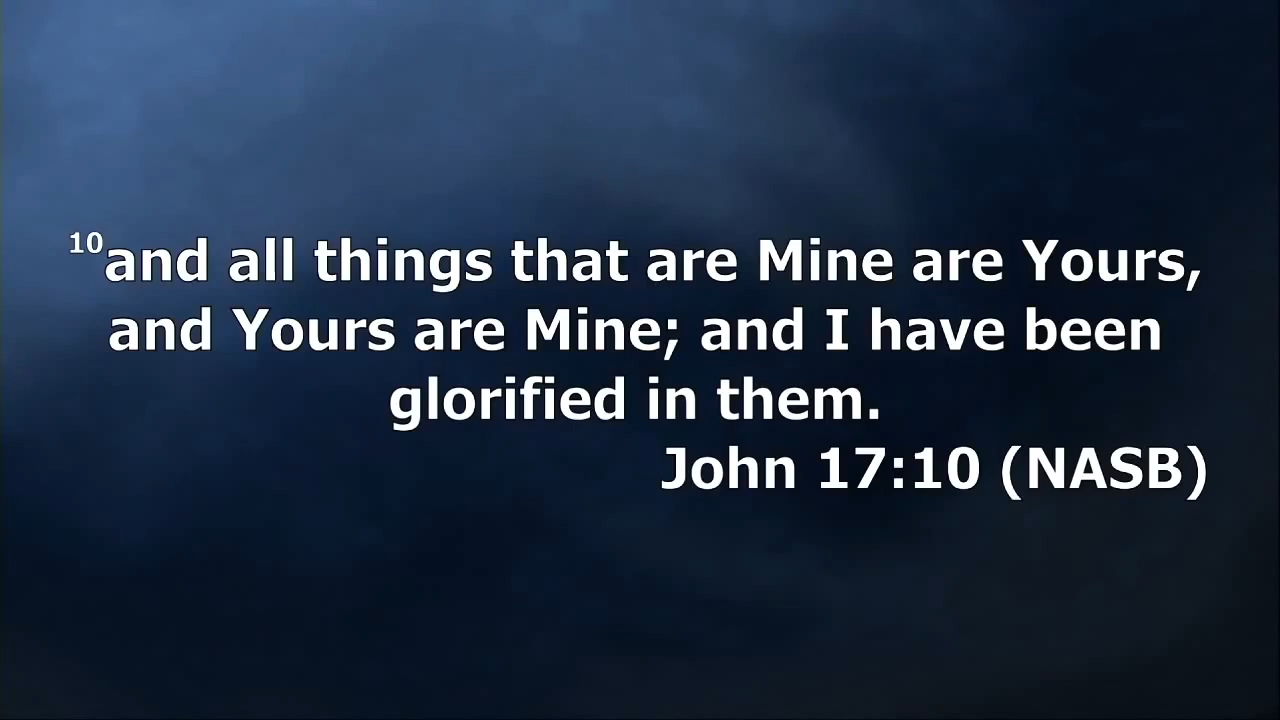 10and all things that are Mine are Yours,
and Yours are Mine; and I have been
glorified in them.
John 17:10 (NASB)